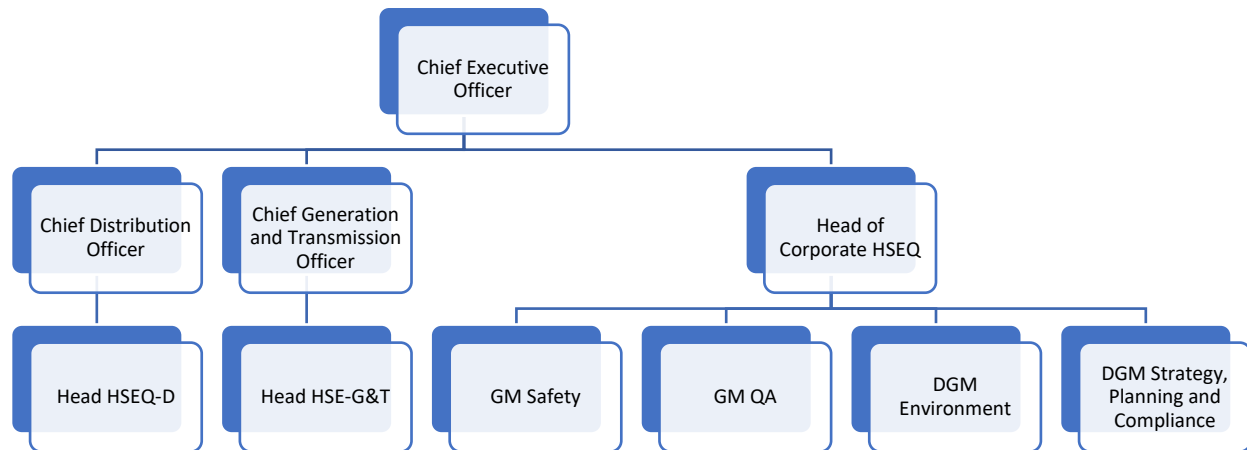 Chief Executive
Officer
Chief Distribution
Officer
Chief Generation
and Transmission
Officer
Head of
Corporate HSEQ
Head HSEQ-D
Head HSE-G&T
GM Safety
GM QA
DGM
Environment
DGM Strategy,
Planning and
Compliance